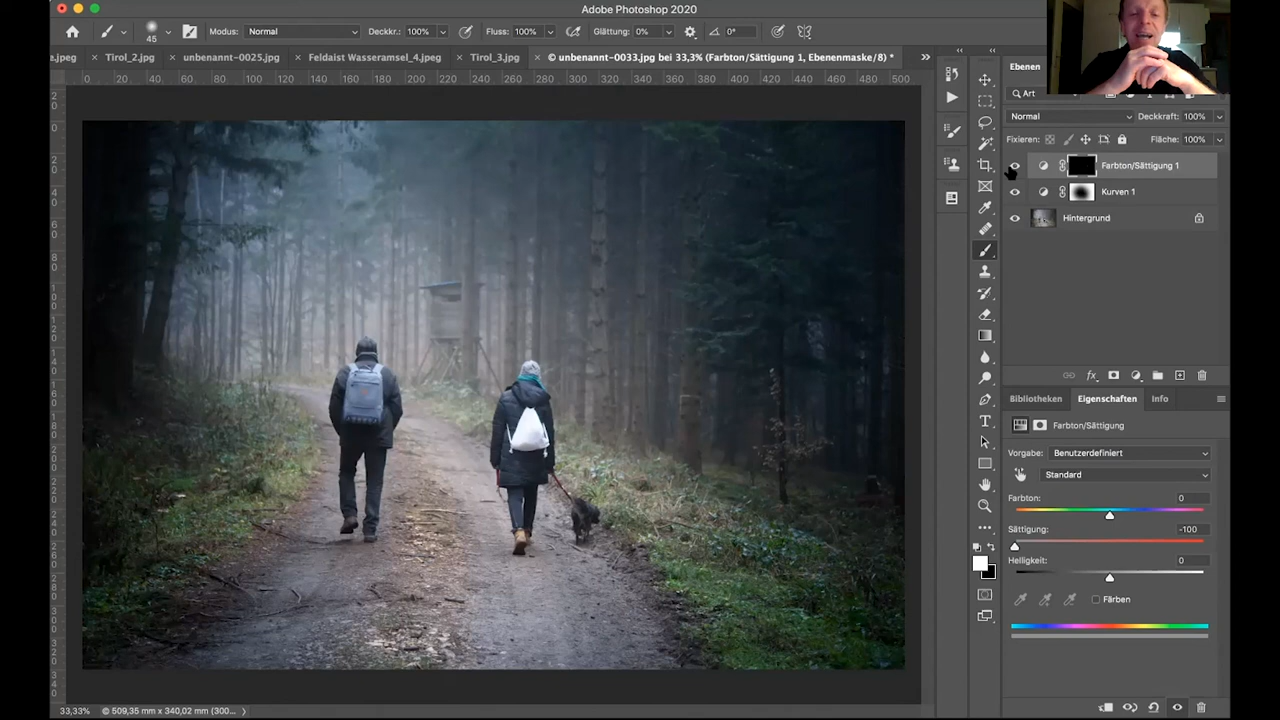 Adobe Photoshop 2020
45 Modus: Normal Deckkr.: 100% Fluss: 100% Glättung: 0% 0°
e.jpeg × Tirol_2.jpg × unbenannt-0025.jpg × Feldaist Wasseramsel_4.jpeg × Tirol_3.jpg × © unbenannt-0033.jpg bei 33,3% (Farbton/Sättigung 1, Ebenenmaske/8) *
0 20 40 60 80 100 120 140 160 180 200 220 240 260 280 300 320 340 360 380 400 420 440 460 480 500
Ebenen
Art
Normal Deckkraft: 100%
Fixieren: Fläche: 100%
Farbton/Sättigung 1
Kurven 1
Hintergrund
fx
Bibliotheken Eigenschaften Info
Farbton/Sättigung
Vorgabe: Benutzerdefiniert
Standard
Farbton: 0
Sättigung: -100
Helligkeit: 0
Färben
33,33% © 509,35 mm x 340,02 mm (300...